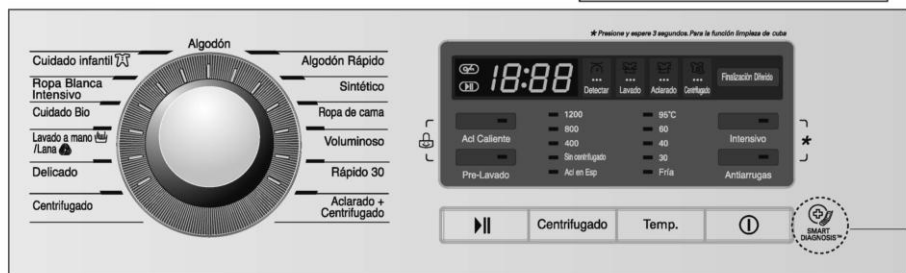 * Presione y espere 3 segundos. Para la función limpieza de cuba
Algodón
Cuidado infantil
Ropa Blanca
Intensivo
Cuidado Bio
Lavado a mano
/Lana
Delicado
Centrifugado
Algodón Rápido
Sintético
Ropa de cama
Voluminoso
Rápido 30
Aclarado +
Centrifugado
18:88
Detectar
Lavado
Aclarado
Centrifugado
Finalización Diferido
Acl Caliente
Pre-Lavado
1200
800
400
Sin centrifugado
Acl en Esp
95°C
60
40
30
Fría
Intensivo
Antiarrugas
*
Centrifugado
Temp.
SMART
DIAGNOSIS™